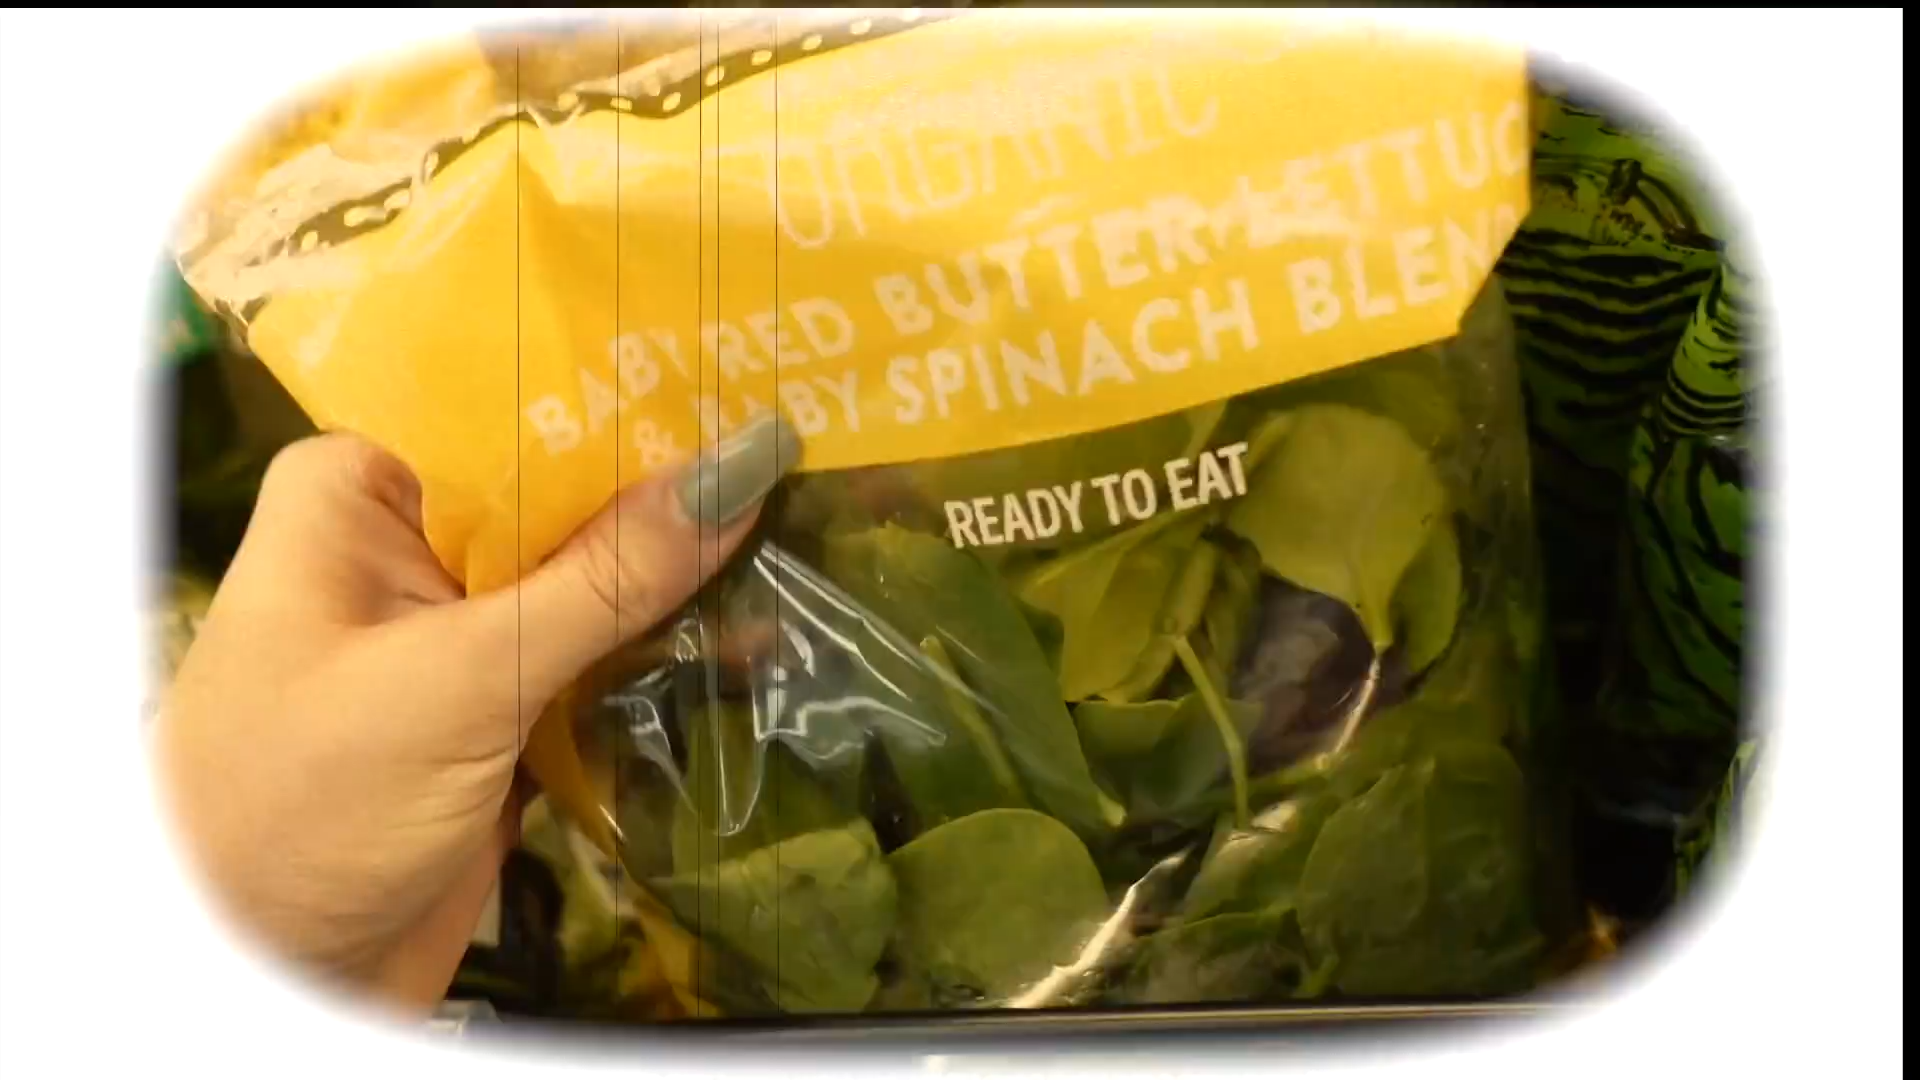 ORGANIC
BABY RED BUTTER LETTUC
& BABY SPINACH BLEN
READY TO EAT